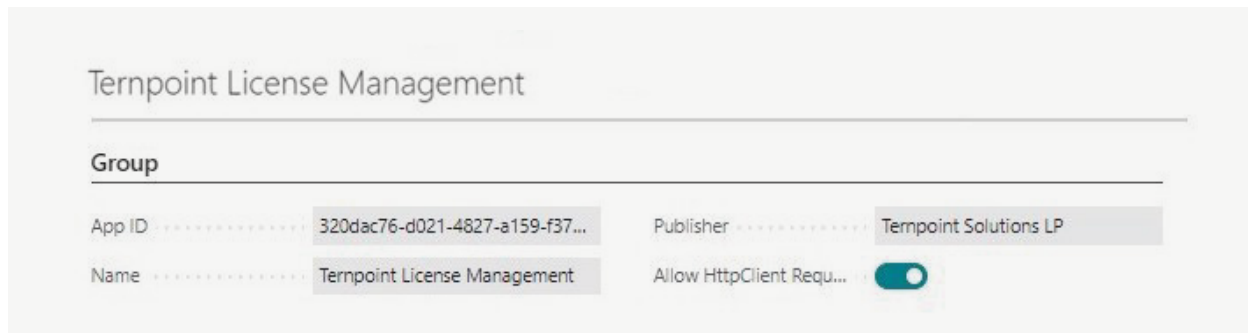 Ternpoint License Management
Group
App ID 320dac76-d021-4827-a159-f37... Publisher Ternpoint Solutions LP
Name Ternpoint License Management Allow HttpClient Requ...